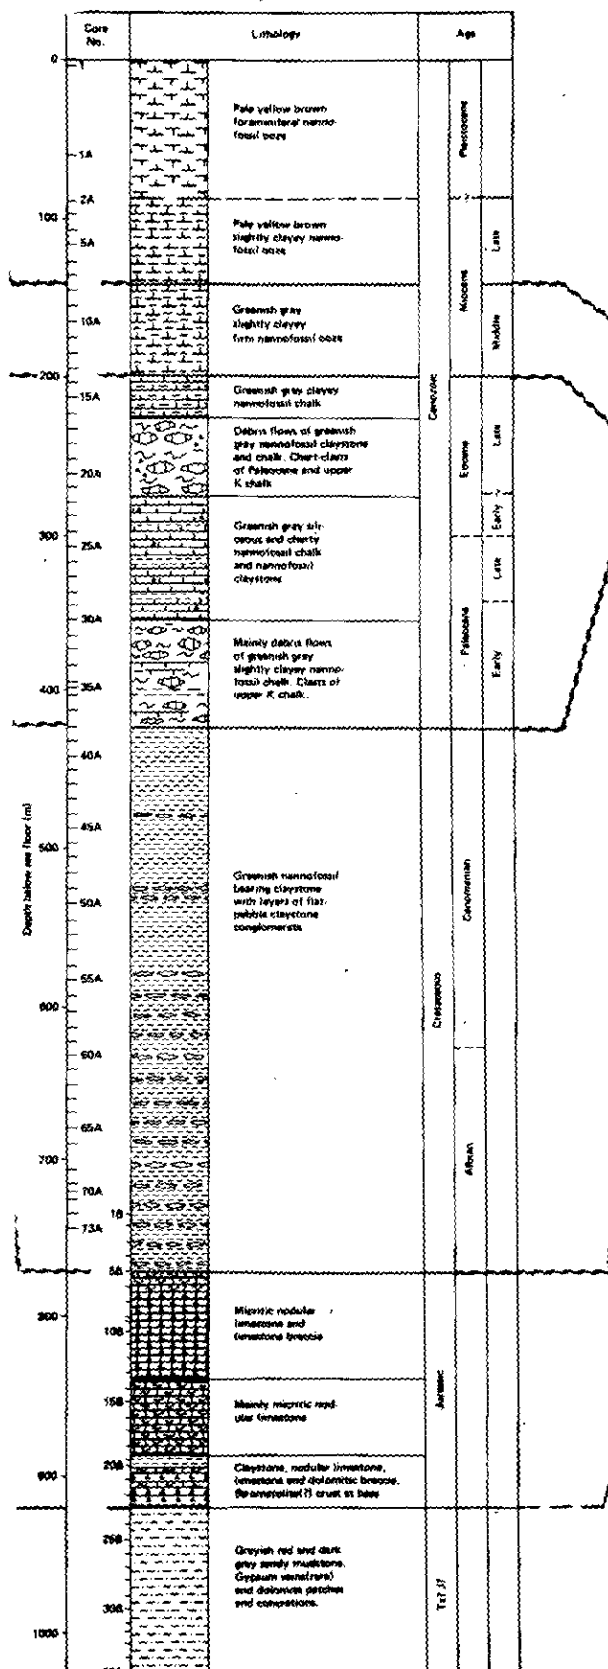 Core No.
Lithology
Age
0
1A
2A
100
5A
10A
200
15A
20A
300
25A
30A
400
35A
40A
45A
500
50A
55A
600
60A
65A
700
70A
73A
1B
5A
800
10B
15B
20B
900
25B
30B
1000
Depth below sea floor (m)
Pale yellow brown
foraminiferal nanno-
fossil ooze
Pale yellow brown
slightly clayey nanno-
fossil ooze
Greenish gray
slightly clayey
firm nannofossil ooze
Greenish gray clayey
nannofossil chalk
Debris flows of greenish
gray nannofossil claystone
and chalk. Chert-clasts
of Paleocene and upper
K chalk
Greenish gray sili-
ceous and cherty
nannofossil chalk
and nannofossil
claystone
Mainly debris flows
of greenish gray
slightly clayey nanno-
fossil chalk. Clasts of
upper K chalk.
Greenish nannofossil
bearing claystone
with layers of flat-
pebble claystone
conglomerate
Micritic nodular
limestone and
limestone breccia
Mainly micritic nod-
ular limestone
Claystone, nodular limestone,
limestone and dolomitic breccia.
crust at base
Greyish red and dark
grey sandy mudstone.
Gypsum veins(rare)
and dolomite patches
and concretions.
Cenozoic
Cretaceous
Jurassic
Pleistocene
Miocene
Eocene
Paleocene
Cenomanian
Albian
Late
Middle
Late
Early
Late
Early